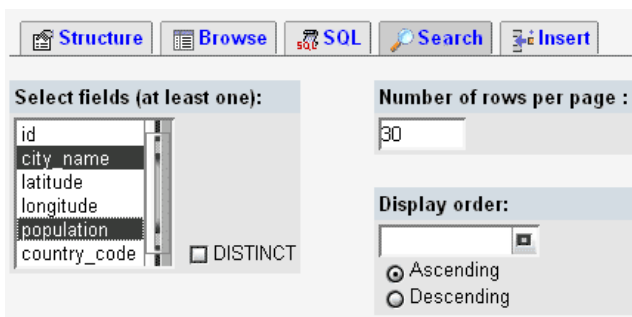 Structure Browse SQL Search Insert
Select fields (at least one):
id
city_name
latitude
longitude
population
country_code
DISTINCT
Number of rows per page :
30
Display order:
Ascending
Descending